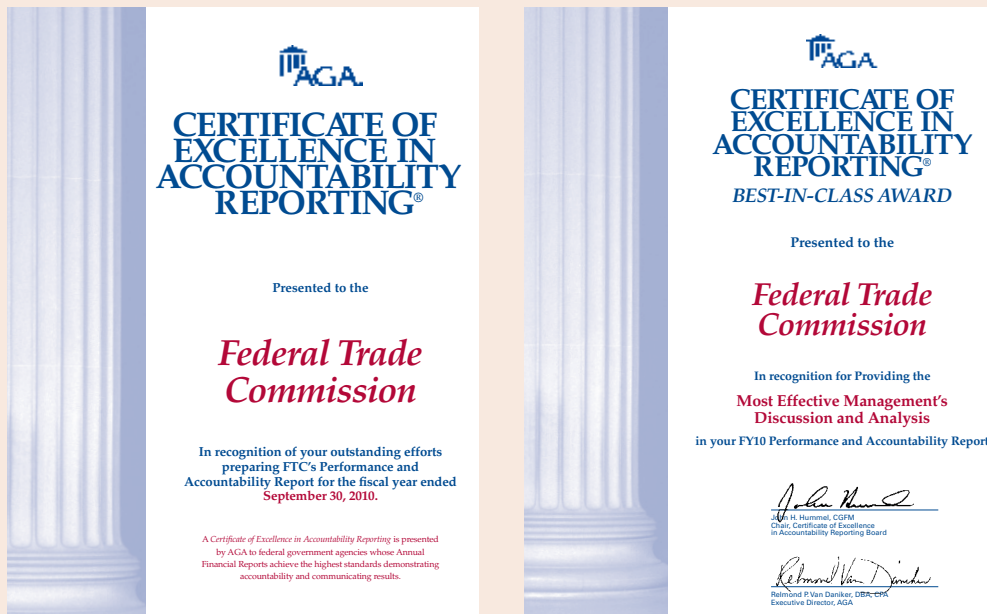 AGA
CERTIFICATE OF
EXCELLENCE IN
ACCOUNTABILITY
REPORTING®
Presented to the
Federal Trade
Commission
In recognition of your outstanding efforts
preparing FTC's Performance and
Accountability Report for the fiscal year ended
September 30, 2010.
A Certificate of Excellence in Accountability Reporting is presented
by AGA to federal government agencies whose Annual
Financial Reports achieve the highest standards demonstrating
accountability and communicating results.
AGA
CERTIFICATE OF
EXCELLENCE IN
ACCOUNTABILITY
REPORTING®
BEST-IN-CLASS AWARD
Presented to the
Federal Trade
Commission
In recognition for Providing the
Most Effective Management's
Discussion and Analysis
in your FY10 Performance and Accountability Report
John Hummel
John H. Hummel, CGFM
Chair, Certificate of Excellence
in Accountability Reporting Board
Relmond Van Daniker
Relmond P. Van Daniker, DBA, CPA
Executive Director, AGA